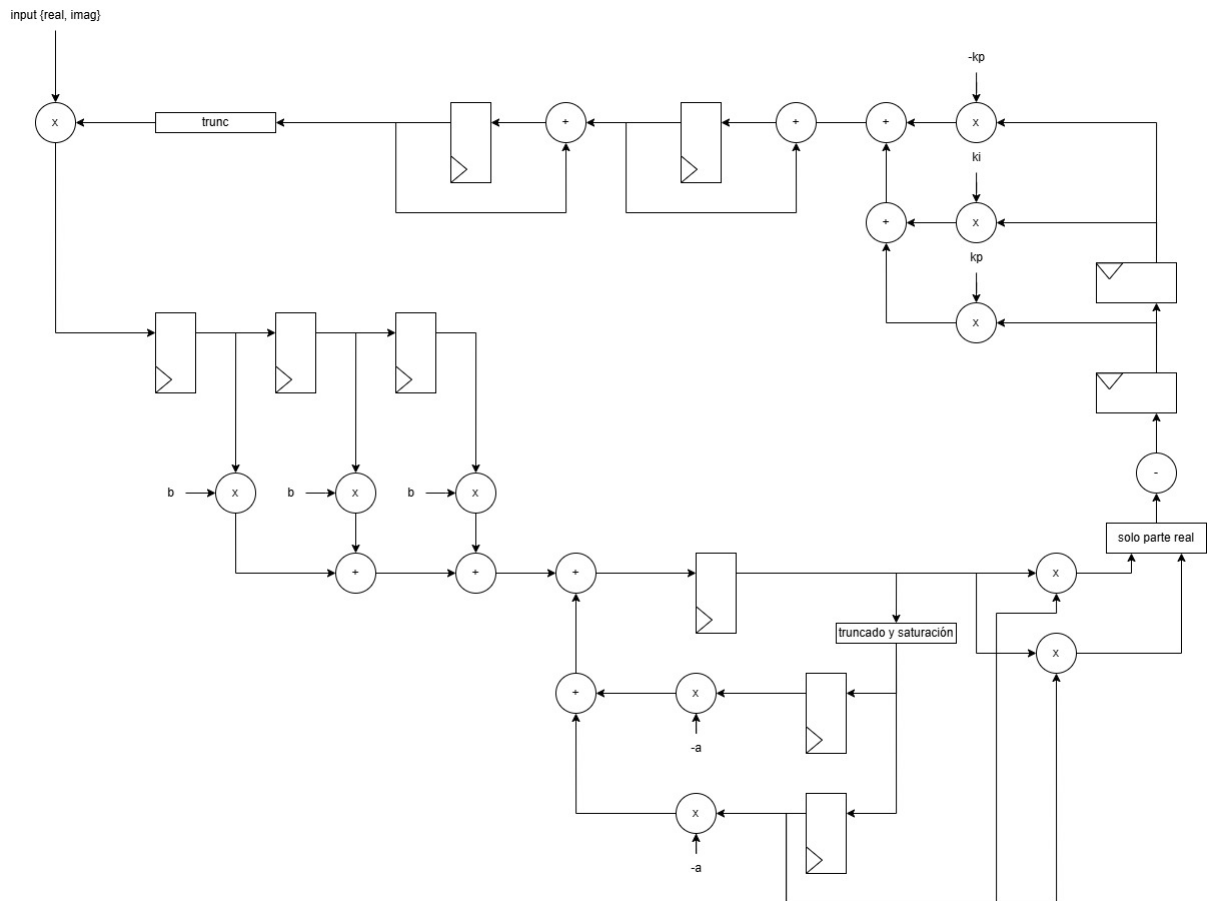 input {real, imag}
-kp
x
trunc
+
+
+
x
ki
+
x
kp
x
-
b
x
b
x
b
x
solo parte real
+
+
+
x
truncado y saturación
x
+
x
-a
x
-a